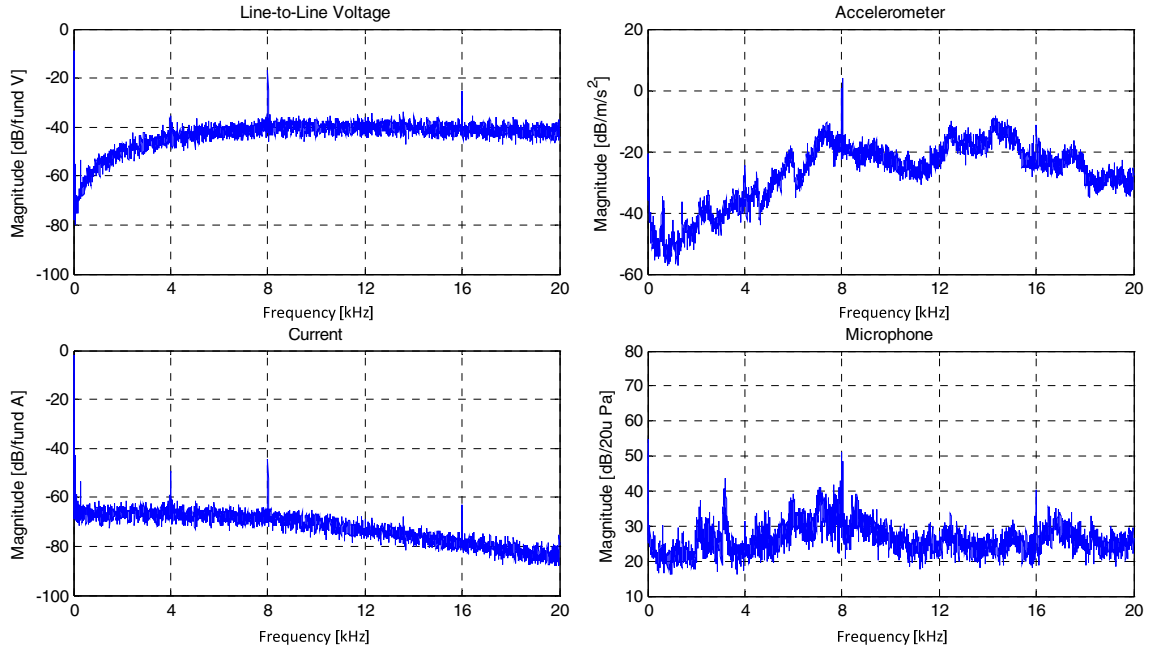 Line-to-Line Voltage
Magnitude [dB/fund V]
0
-20
-40
-60
-80
-100
0 4 8 12 16 20
Frequency [kHz]
Accelerometer
Magnitude [dB/m/s²]
20
0
-20
-40
-60
0 4 8 12 16 20
Frequency [kHz]
Current
Magnitude [dB/fund A]
0
-20
-40
-60
-80
-100
0 4 8 12 16 20
Frequency [kHz]
Microphone
Magnitude [dB/20u Pa]
80
70
60
50
40
30
20
10
0 4 8 12 16 20
Frequency [kHz]